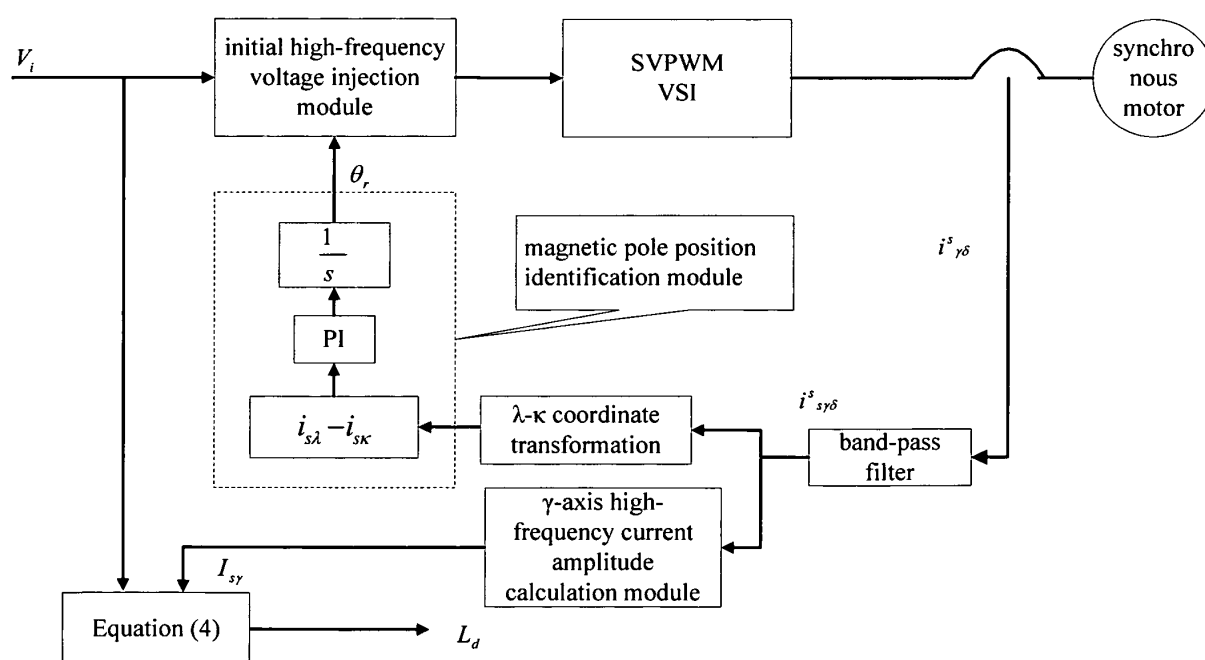 V_i
initial high-frequency
voltage injection
module
SVPWM
VSI
synchro
nous
motor
θ_r
1
s
magnetic pole position
identification module
i^s_γδ
PI
i_sλ − i_sκ
λ-κ coordinate
transformation
i^s_sγδ
band-pass
filter
γ-axis high-
frequency current
amplitude
calculation module
I_sγ
Equation (4)
L_d